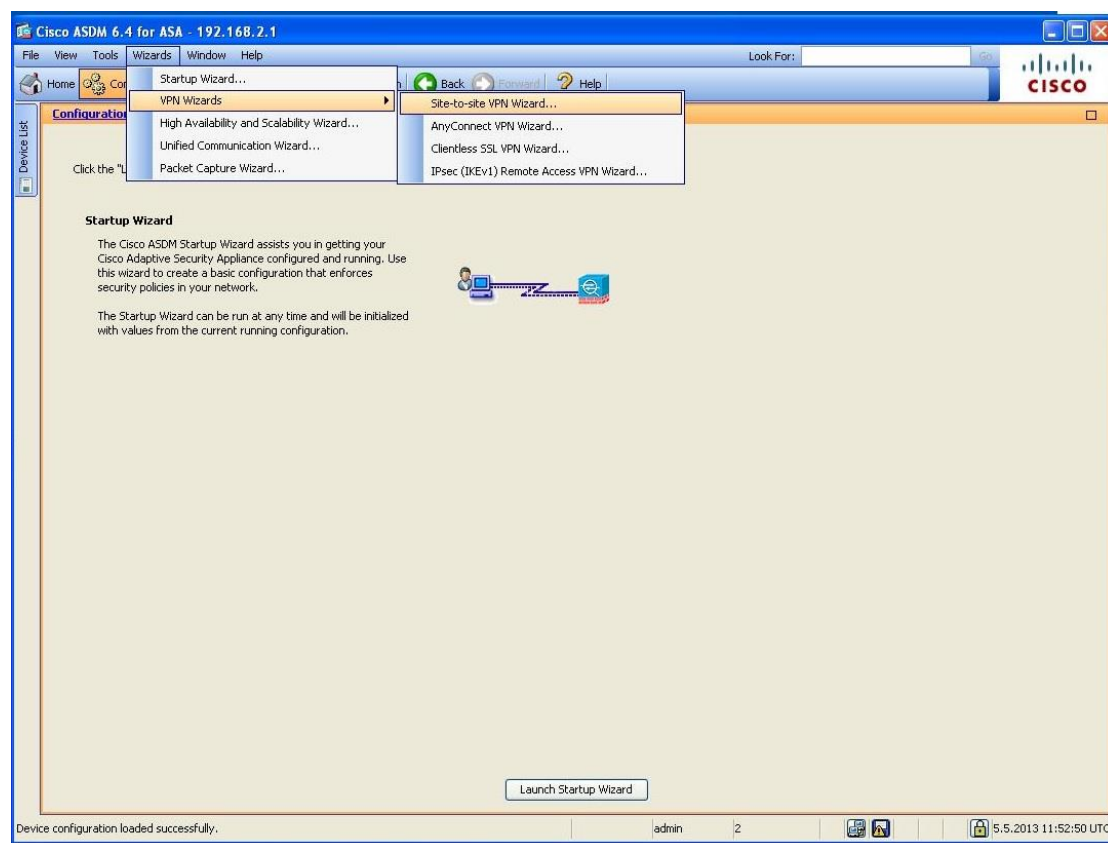 Cisco ASDM 6.4 for ASA - 192.168.2.1
File View Tools Wizards Window Help Look For: Go
Home Back Forward Help
CISCO
Startup Wizard...
VPN Wizards
High Availability and Scalability Wizard...
Unified Communication Wizard...
Packet Capture Wizard...
Site-to-site VPN Wizard...
AnyConnect VPN Wizard...
Clientless SSL VPN Wizard...
IPsec (IKEv1) Remote Access VPN Wizard...
Device List
Configuration
Click the "L
Startup Wizard
The Cisco ASDM Startup Wizard assists you in getting your
Cisco Adaptive Security Appliance configured and running. Use
this wizard to create a basic configuration that enforces
security policies in your network.
The Startup Wizard can be run at any time and will be initialized
with values from the current running configuration.
Launch Startup Wizard
Device configuration loaded successfully. admin 2 5.5.2013 11:52:50 UTC